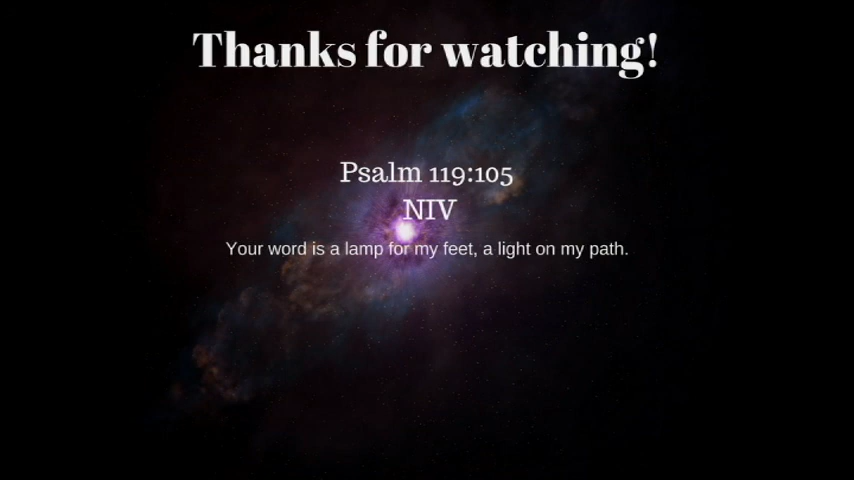 Thanks for watching!
Psalm 119:105
NIV
Your word is a lamp for my feet, a light on my path.